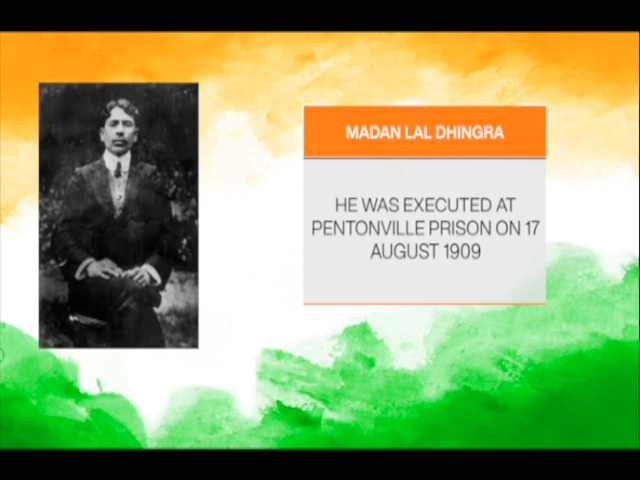 MADAN LAL DHINGRA
HE WAS EXECUTED AT
PENTONVILLE PRISON ON 17
AUGUST 1909